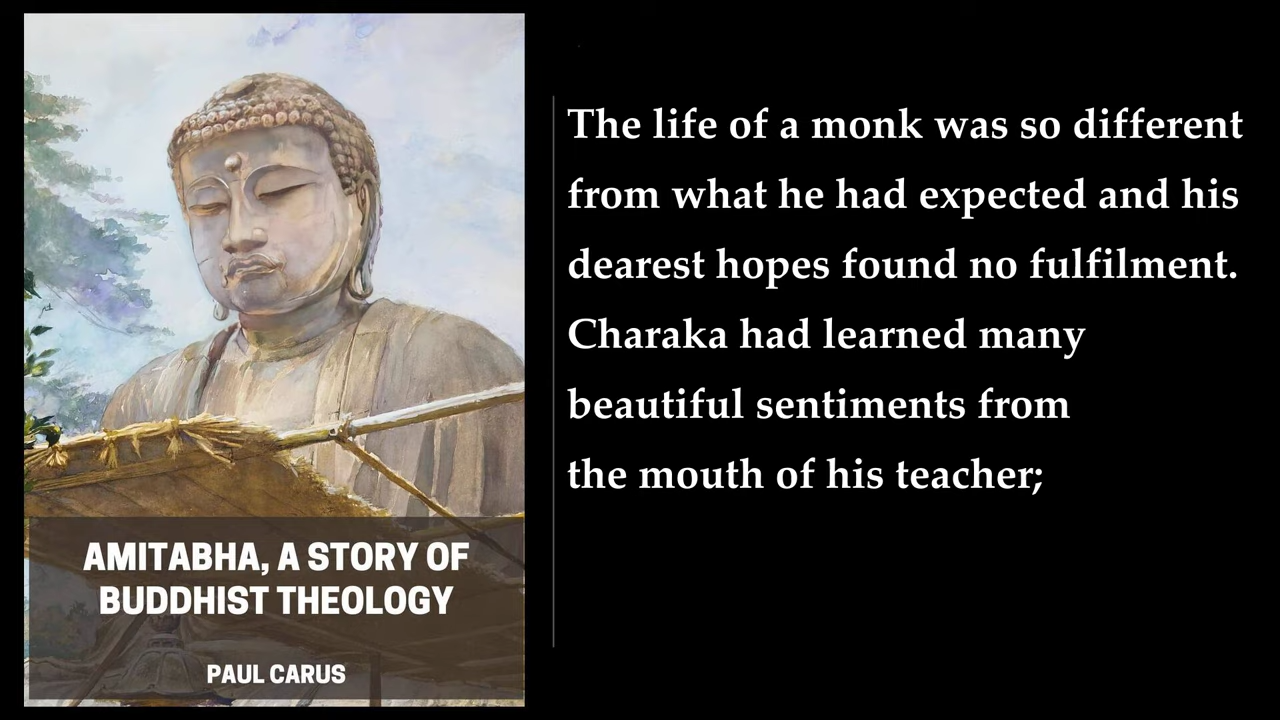 AMITABHA, A STORY OF
BUDDHIST THEOLOGY
PAUL CARUS
The life of a monk was so different
from what he had expected and his
dearest hopes found no fulfilment.
Charaka had learned many
beautiful sentiments from
the mouth of his teacher;